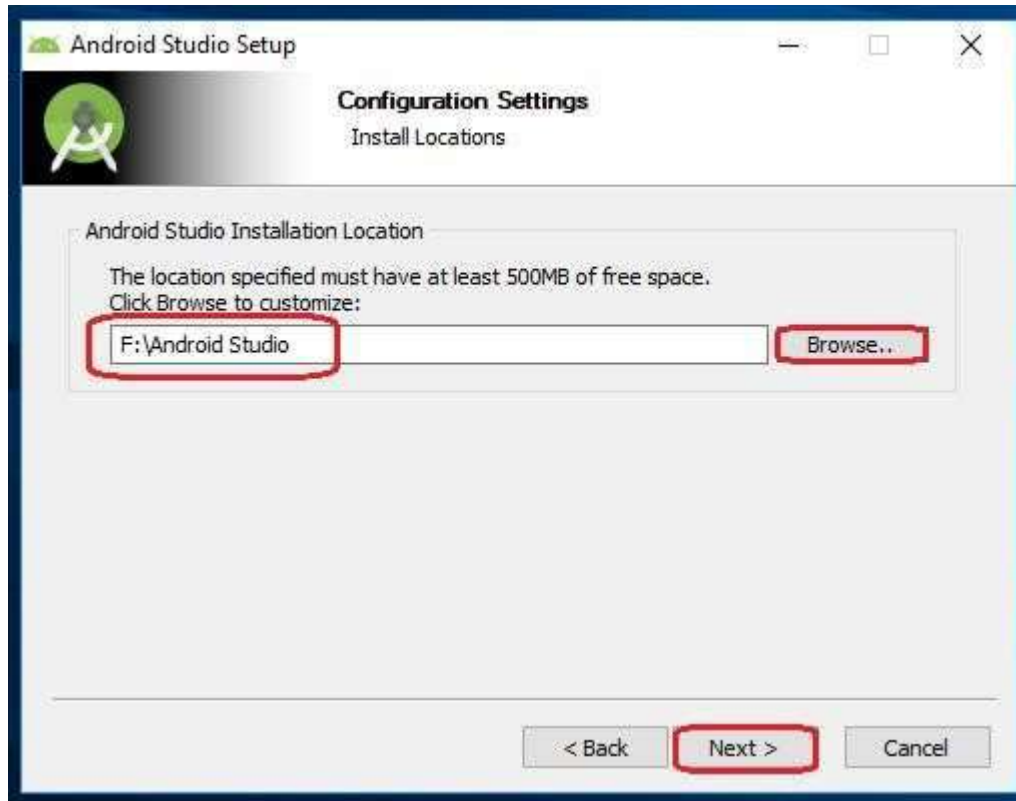 Android Studio Setup
Configuration Settings
Install Locations
Android Studio Installation Location
The location specified must have at least 500MB of free space.
Click Browse to customize:
F:\Android Studio
Browse..
< Back
Next >
Cancel